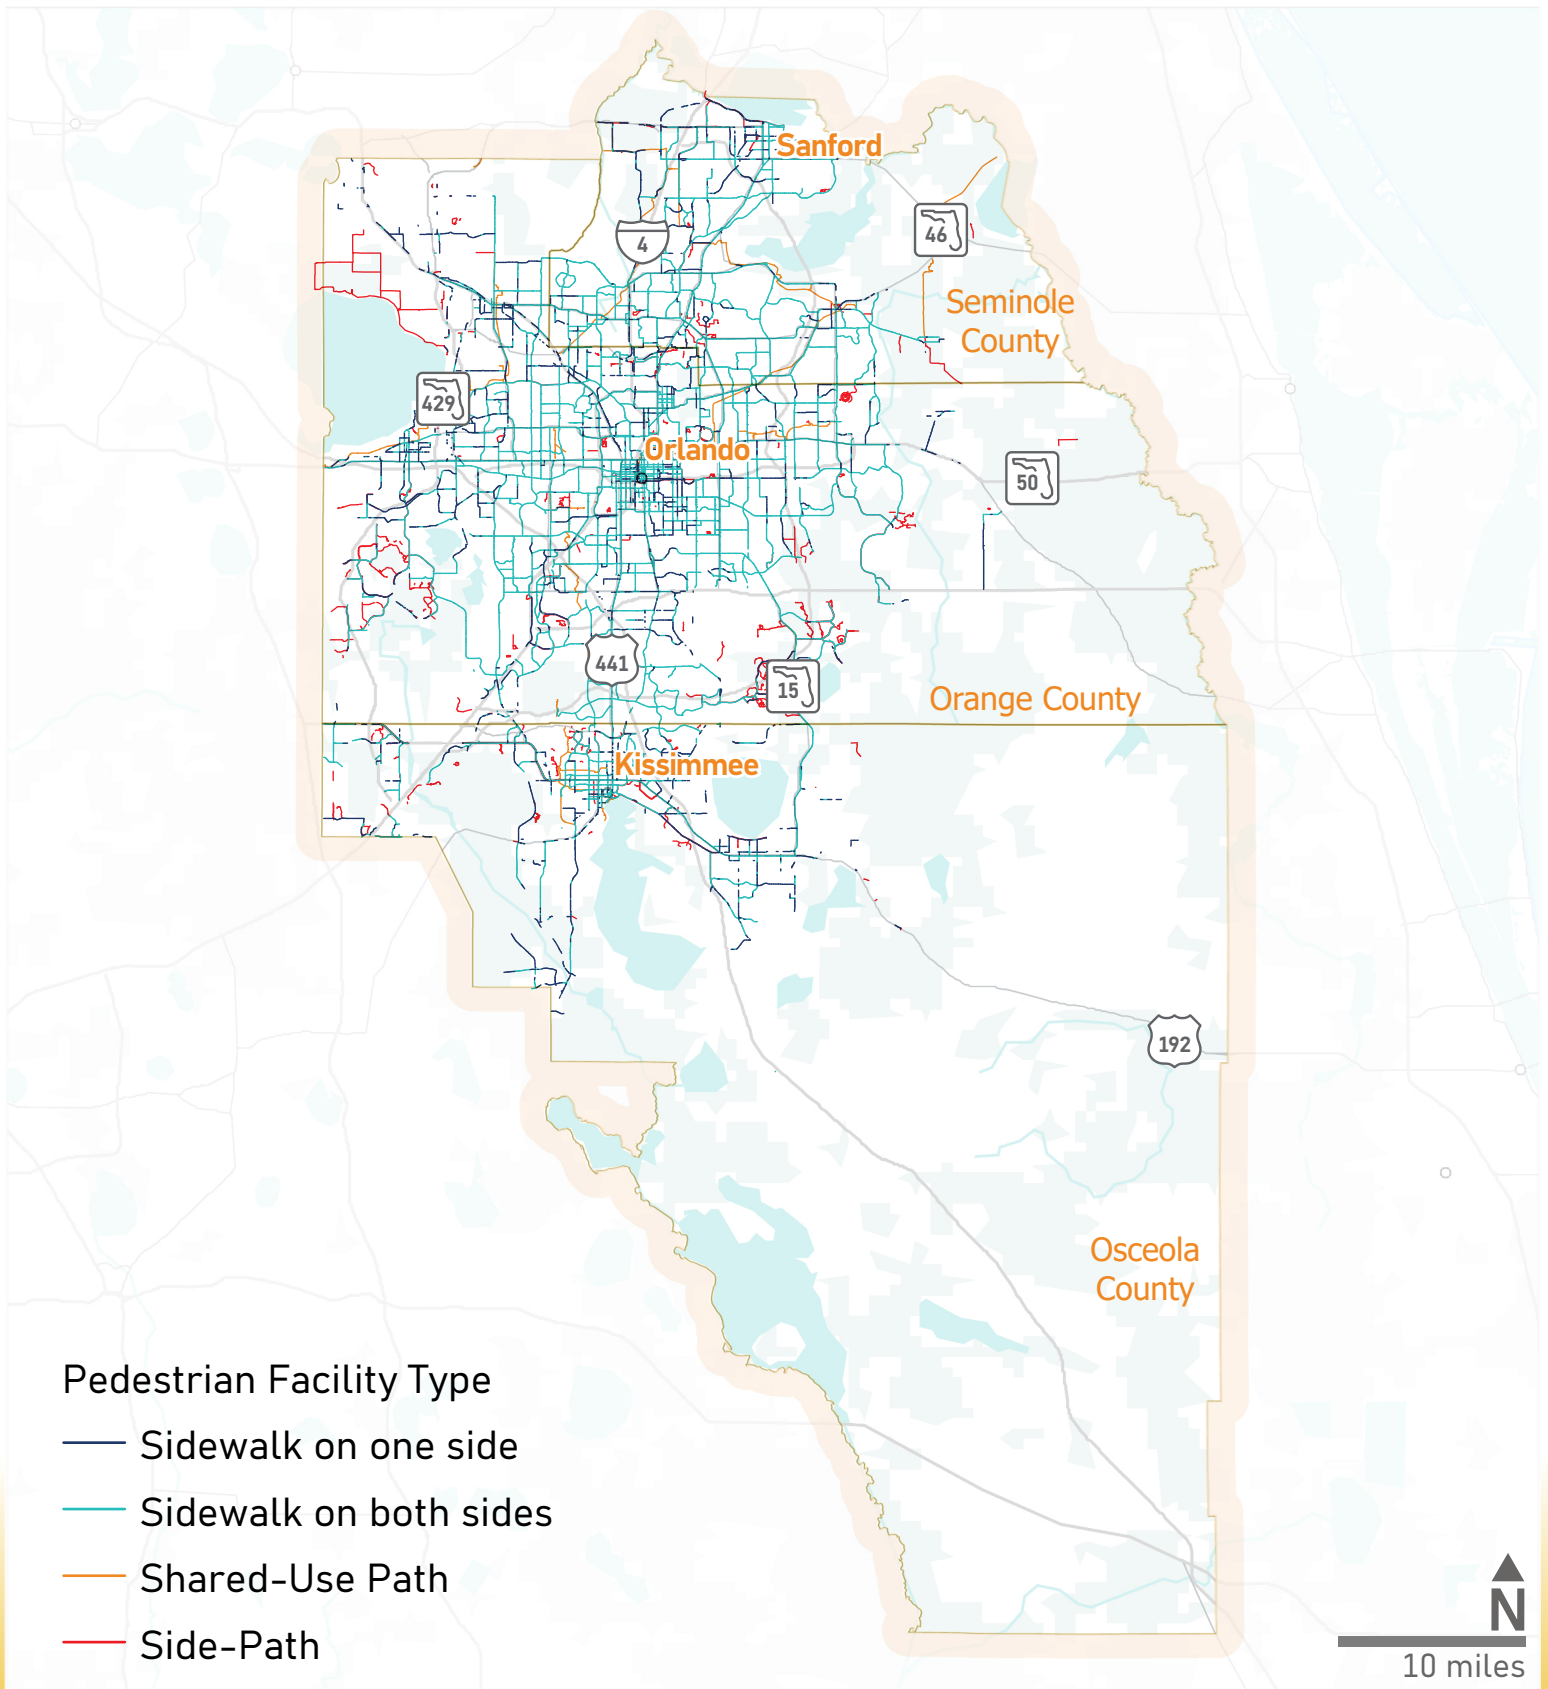 Sanford
46
4
Seminole
County
429
Orlando
50
441
15
Orange County
Kissimmee
192
Osceola
County
Pedestrian Facility Type
Sidewalk on one side
Sidewalk on both sides
Shared-Use Path
Side-Path
N
10 miles